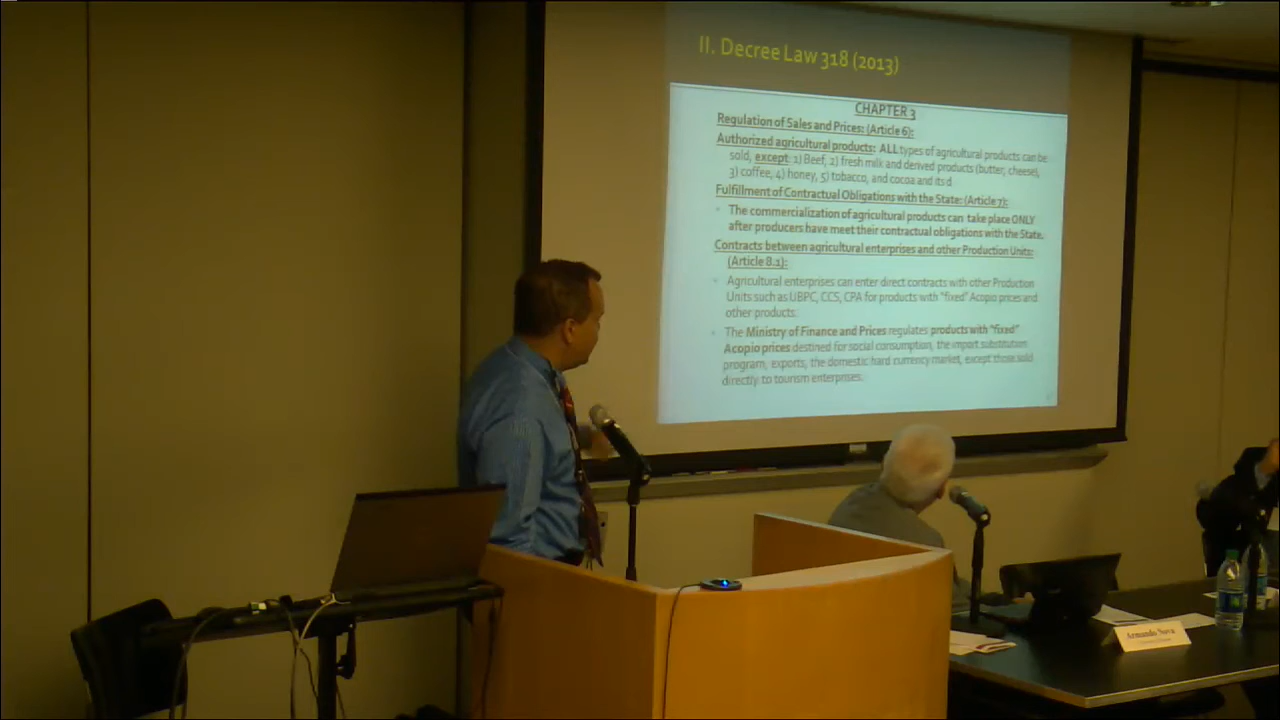 II. Decree Law 318 (2013)
CHAPTER 3
Regulation of Sales and Prices: (Article 6):
Authorized agricultural products: ALL types of agricultural products can be
sold, except: 1) Beef, 2) fresh milk and derived products (butter, cheese),
3) coffee, 4) honey, 5) tobacco, and cocoa and its d
Fulfillment of Contractual Obligations with the State: (Article 7):
The commercialization of agricultural products can take place ONLY
after producers have meet their contractual obligations with the State.
Contracts between agricultural enterprises and other Production Units:
(Article 8.1):
Agricultural enterprises can enter direct contracts with other Production
Units such as UBPC, CCS, CPA for products with "fixed" Acopio prices and
other products.
The Ministry of Finance and Prices regulates products with "fixed"
Acopio prices destined for social consumption, the import substitution
program, exports, the domestic hard currency market, except those sold
directly to tourism enterprises.
Armando Nova